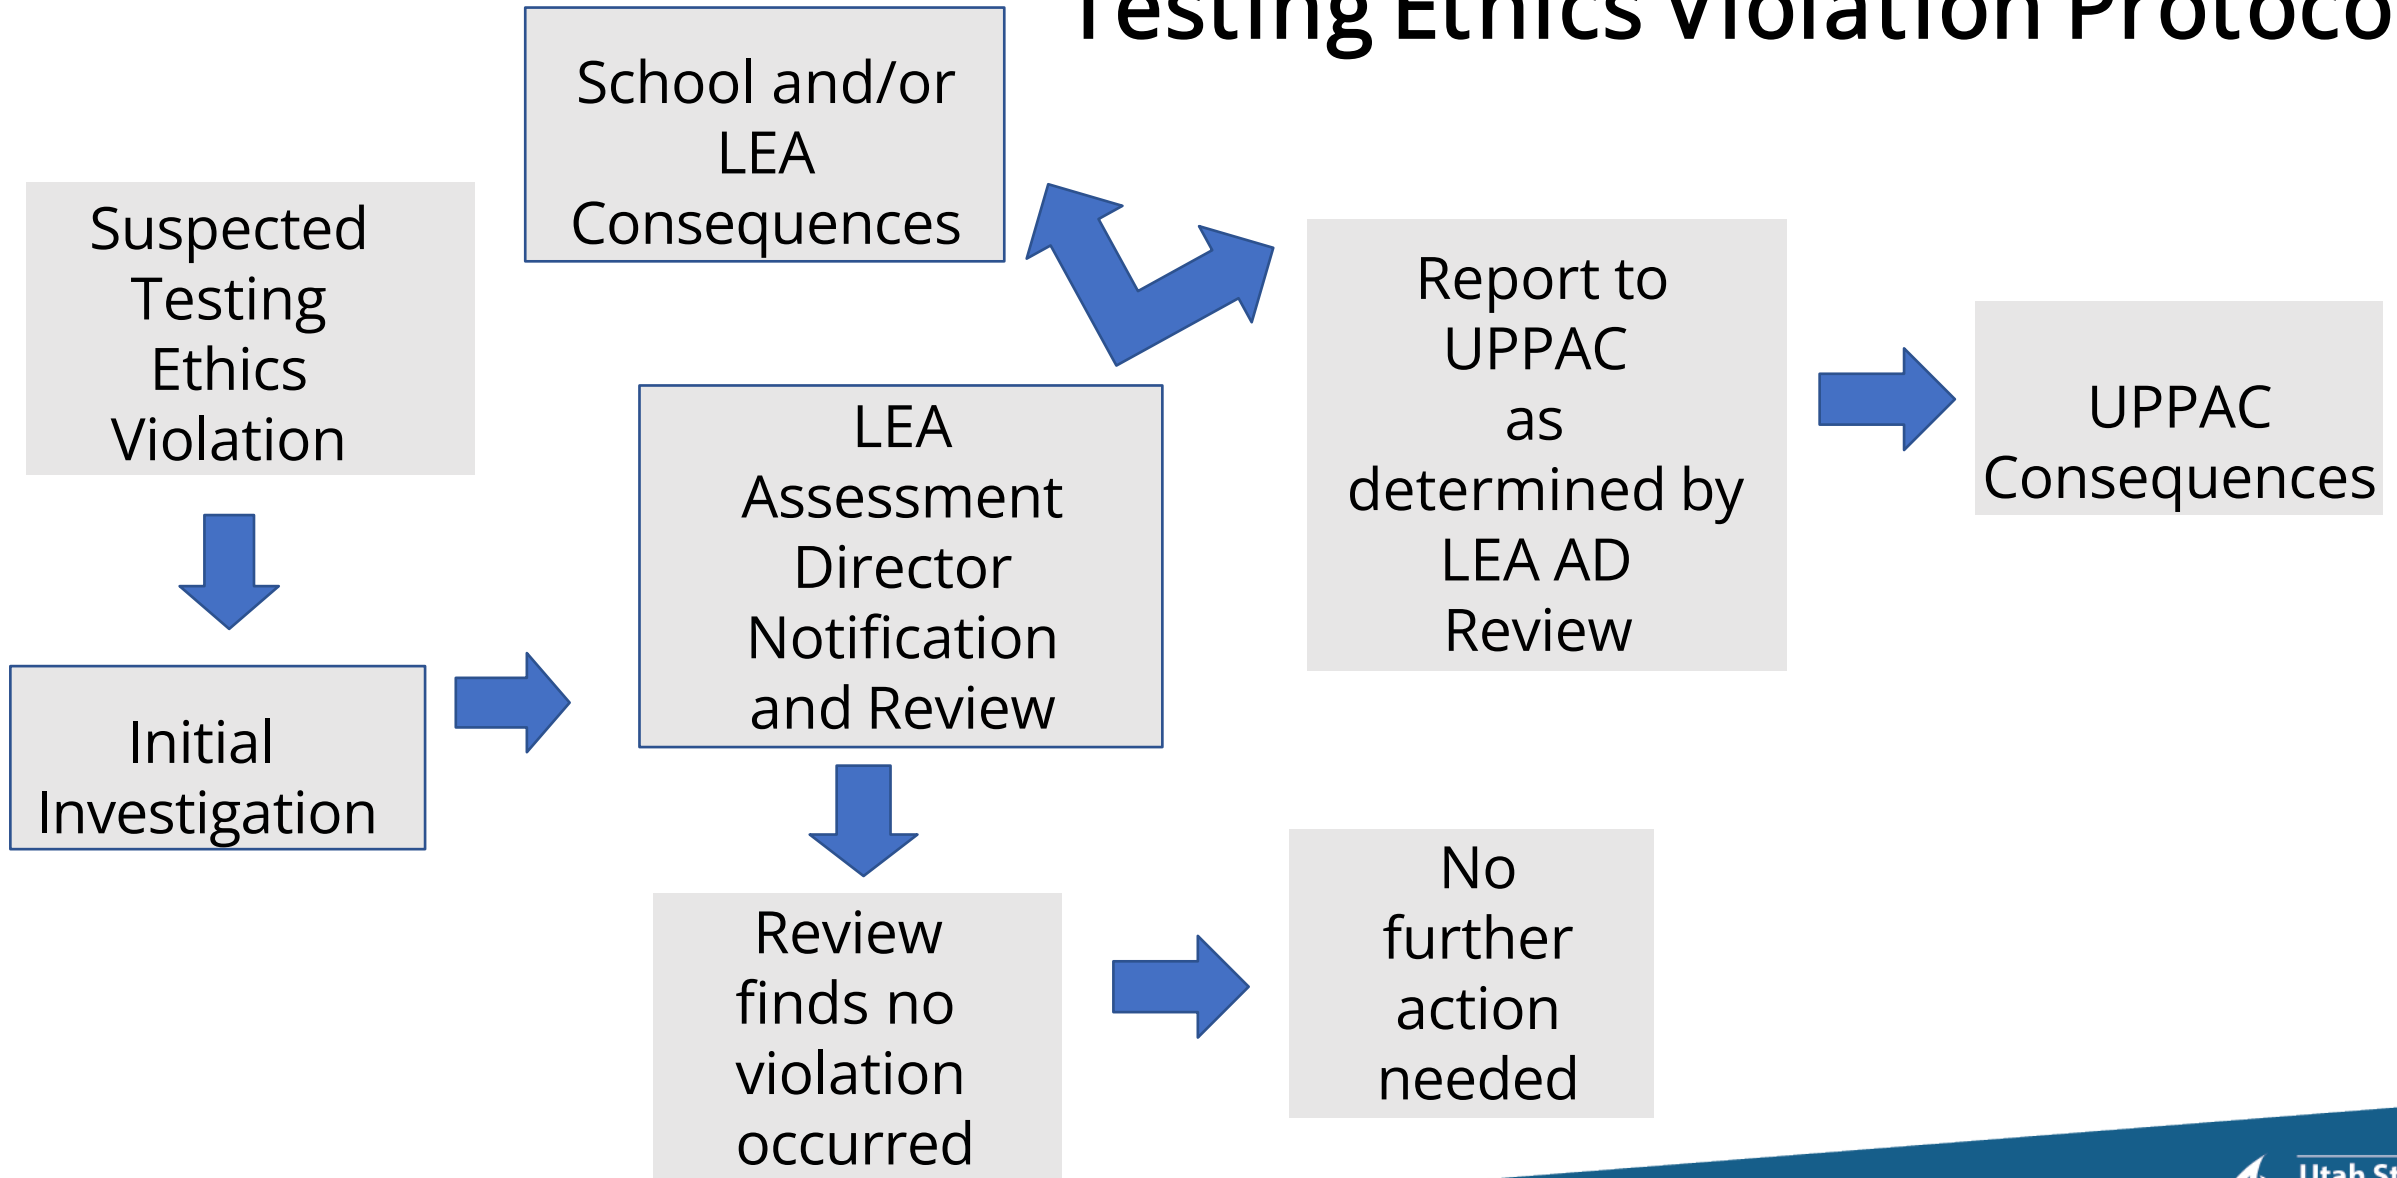 Testing Ethics Violation Protoco
School and/or
LEA
Consequences
Suspected
Testing
Ethics
Violation
Initial
Investigation
LEA
Assessment
Director
Notification
and Review
Report to
UPPAC
as
determined by
LEA AD
Review
UPPAC
Consequences
Review
finds no
violation
occurred
No
further
action
needed
Utah St